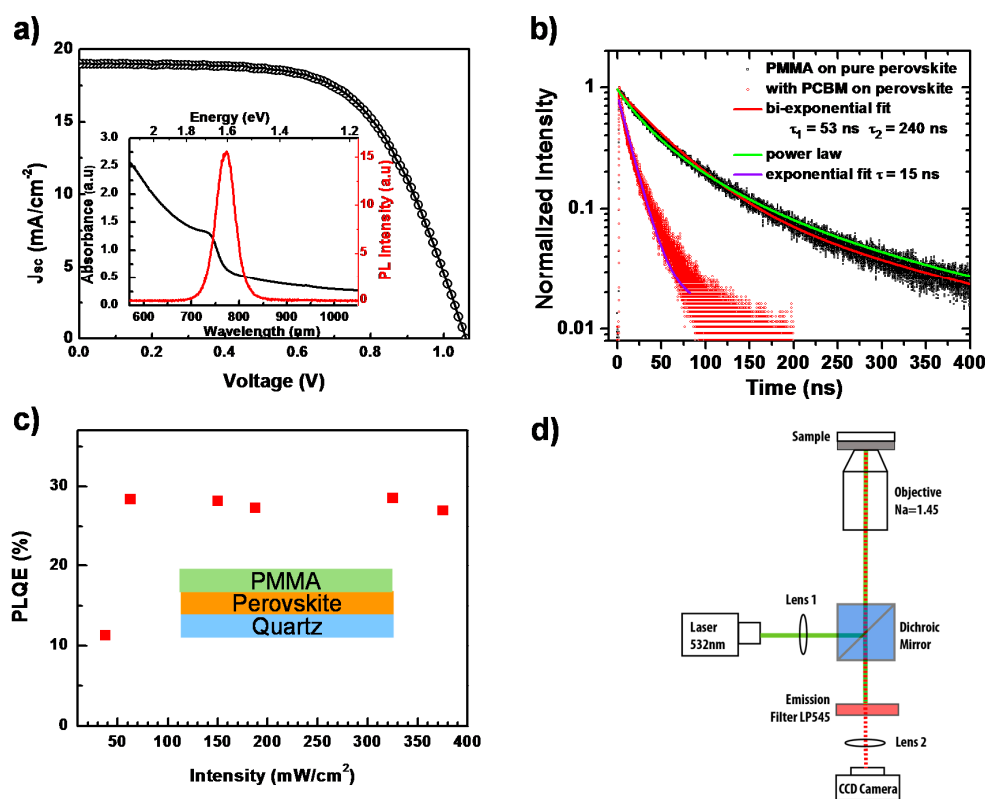 a)
20
15
10
5
0
J_SC (mA/cm⁻²)
0.0 0.2 0.4 0.6 0.8 1.0
Voltage (V)
Energy (eV)
2 1.8 1.6 1.4 1.2
3.0
2.5
2.0
1.5
1.0
0.5
0.0
Absorbance (a.u)
15
10
5
0
PL Intensity (a.u)
600 700 800 900 1000
Wavelength (nm)
b)
1
0.1
0.01
Normalized Intensity
PMMA on pure perovskite
with PCBM on perovskite
bi-exponential fit
τ₁ = 53 ns τ₂ = 240 ns
power law
exponential fit τ = 15 ns
0 50 100 150 200 250 300 350 400
Time (ns)
c)
30
20
10
0
PLQE (%)
PMMA
Perovskite
Quartz
50 100 150 200 250 300 350 400
Intensity (mW/cm²)
d)
Sample
Objective
Na=1.45
Lens 1
Laser
532nm
Dichroic
Mirror
Emission
Filter LP545
Lens 2
CCD Camera